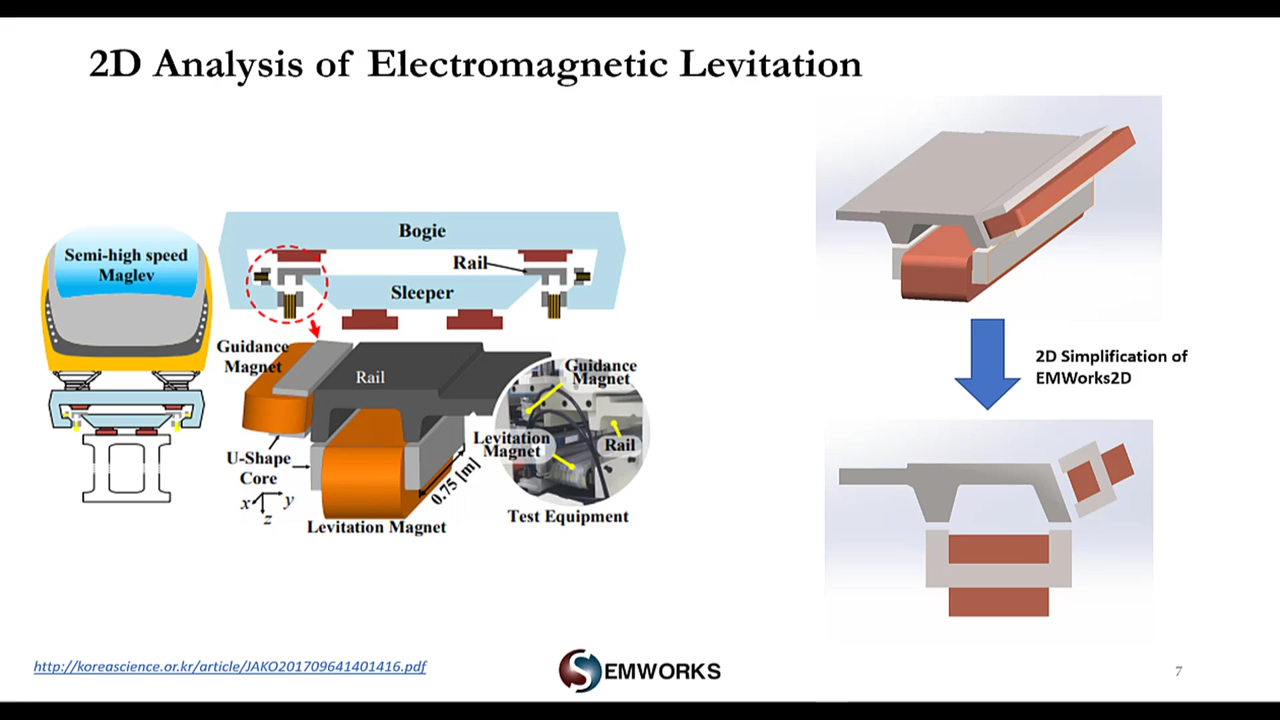 2D Analysis of Electromagnetic Levitation
Semi-high speed
Maglev
Bogie
Rail
Sleeper
Guidance
Magnet
Rail
Guidance
Magnet
Levitation
Magnet
Rail
U-Shape
Core
x
y
z
0.75 [m]
Levitation Magnet
Test Equipment
2D Simplification of
EMWorks2D
http://koreascience.or.kr/article/JAKO201709641401416.pdf
EMWORKS
7